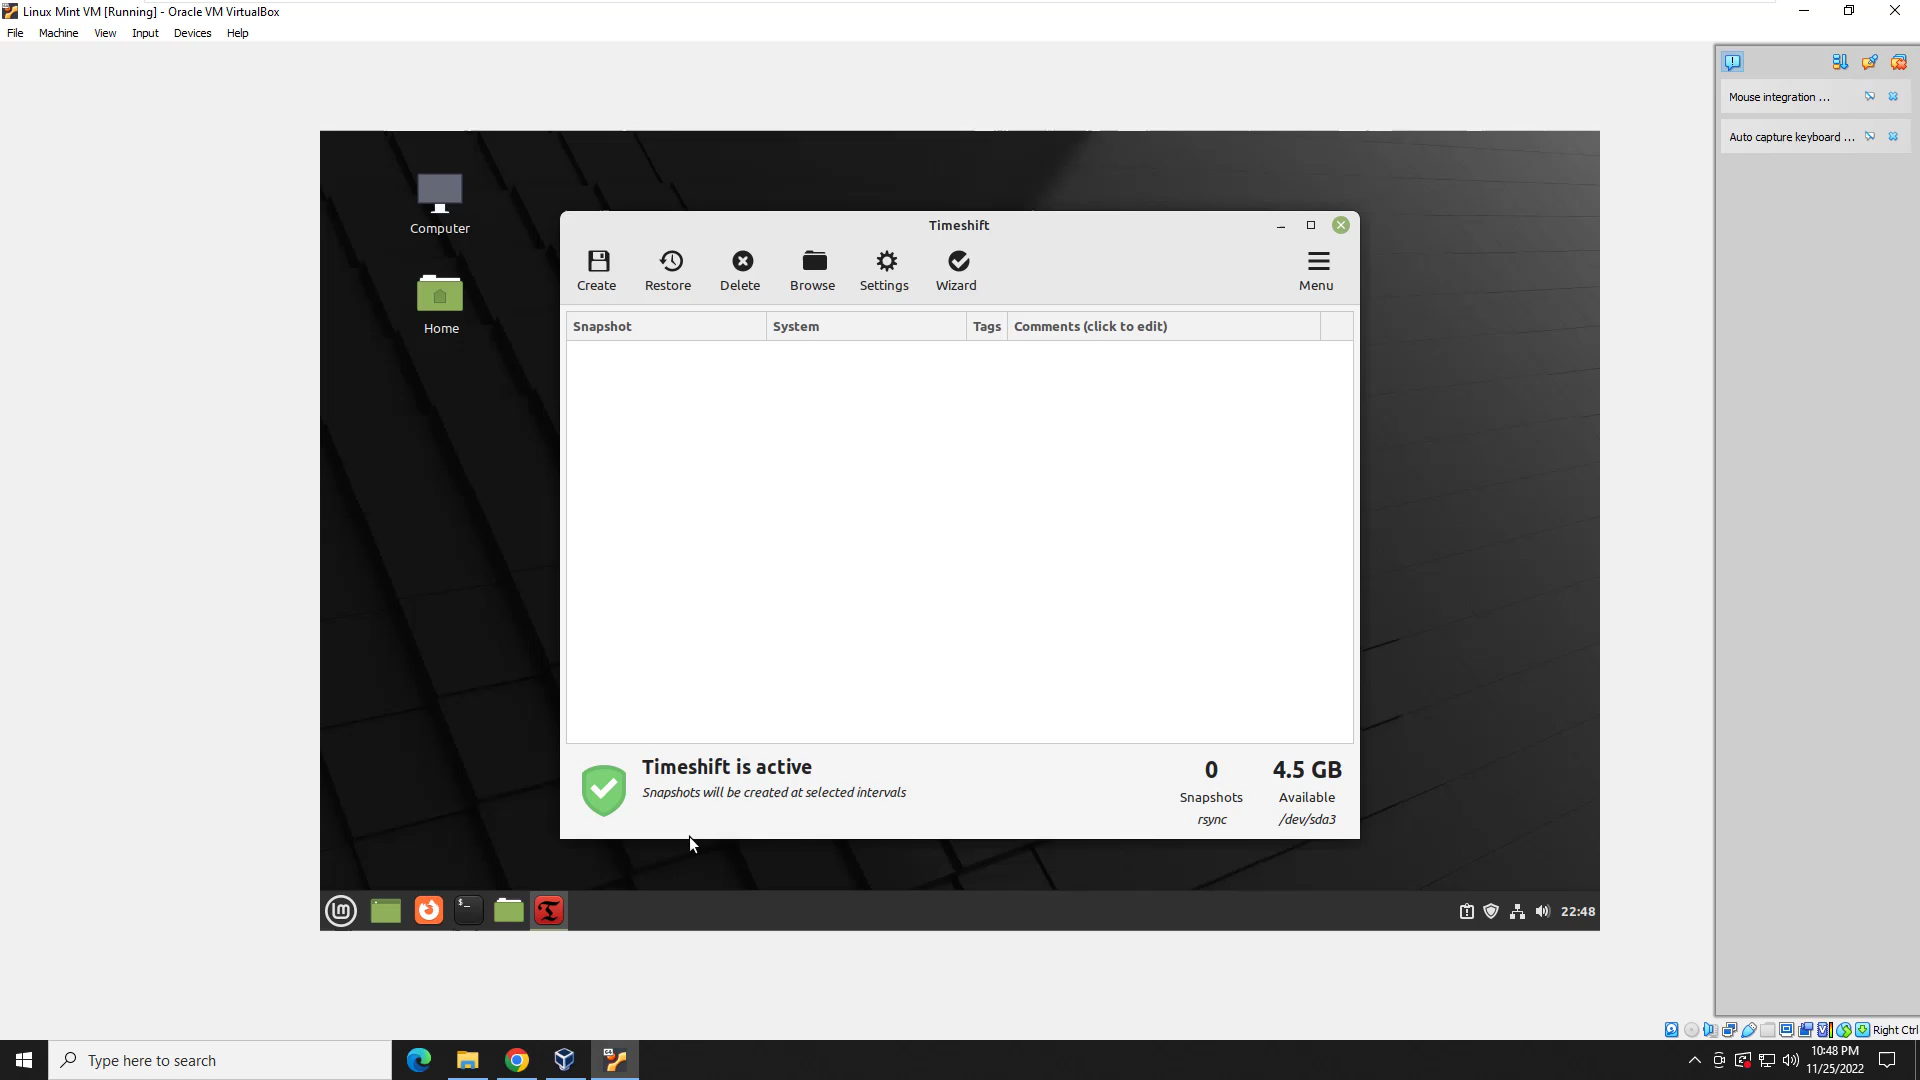 Linux Mint VM [Running] - Oracle VM VirtualBox
File Machine View Input Devices Help
Mouse integration ...
Auto capture keyboard ...
Computer
Home
Timeshift
Create Restore Delete Browse Settings Wizard Menu
Snapshot System Tags Comments (click to edit)
Timeshift is active
Snapshots will be created at selected intervals
0 4.5 GB
Snapshots Available
rsync /dev/sda3
22:48
Right Ctrl
Type here to search
10:48 PM
11/25/2022